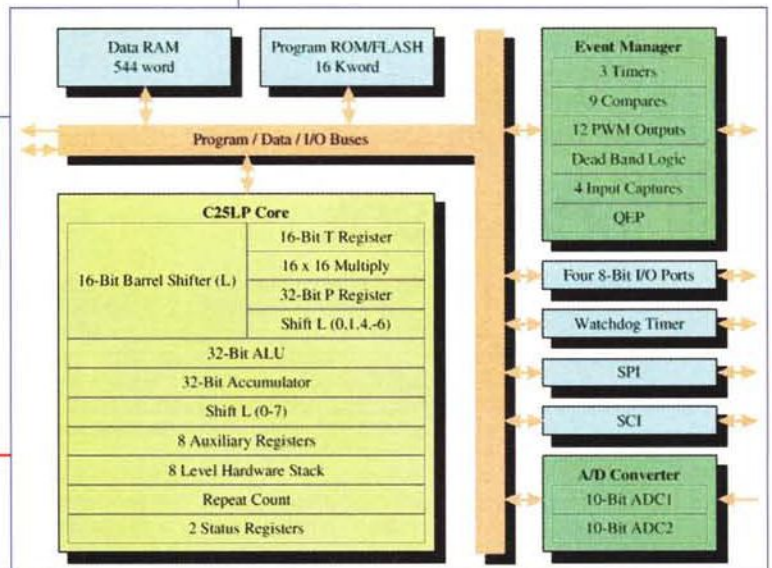 Data RAM
544 word
Program ROM/FLASH
16 Kword
Program / Data / I/O Buses
C25LP Core
16-Bit Barrel Shifter (L)
16-Bit T Register
16 x 16 Multiply
32-Bit P Register
Shift L (0,1,4,-6)
32-Bit ALU
32-Bit Accumulator
Shift L (0-7)
8 Auxiliary Registers
8 Level Hardware Stack
Repeat Count
2 Status Registers
Event Manager
3 Timers
9 Compares
12 PWM Outputs
Dead Band Logic
4 Input Captures
QEP
Four 8-Bit I/O Ports
Watchdog Timer
SPI
SCI
A/D Converter
10-Bit ADC1
10-Bit ADC2